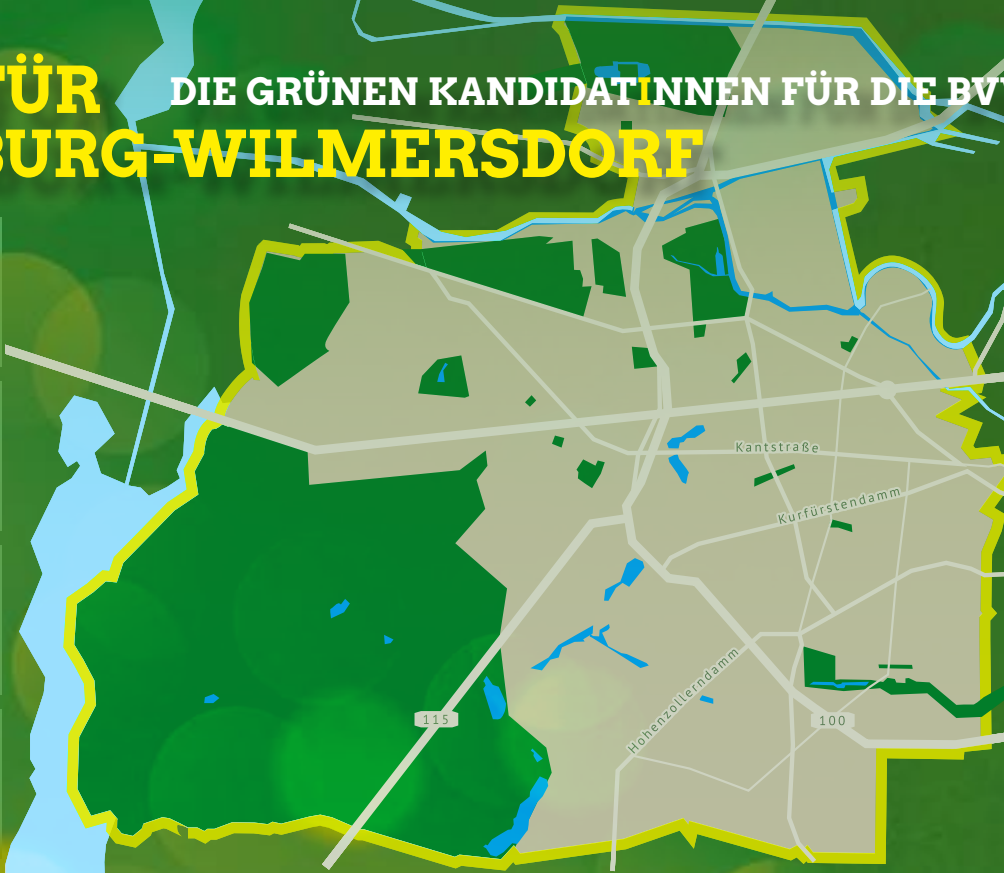 FÜR
DIE GRÜNEN KANDIDATINNEN FÜR DIE BV
BURG-WILMERSDORF
Kantstraße
Kurfürstendamm
Hohenzollerndamm
115
100